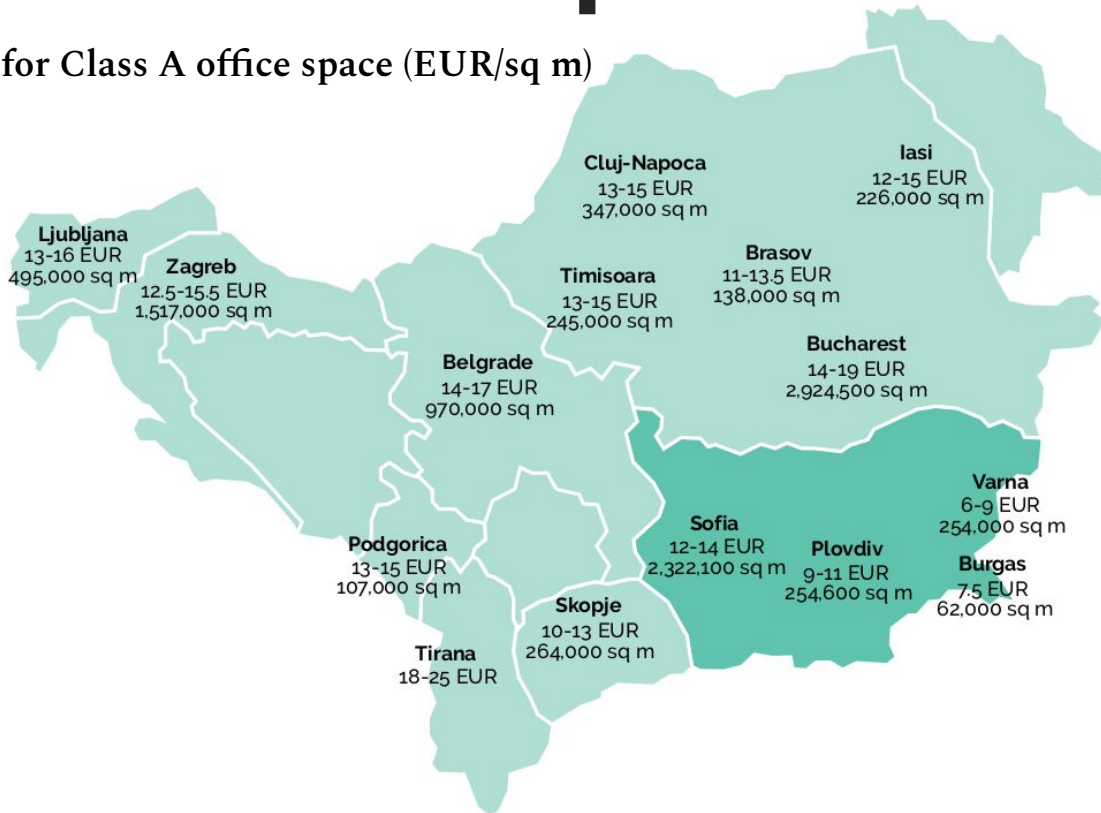 for Class A office space (EUR/sq m)
Cluj-Napoca
13-15 EUR
347,000 sq m
Iasi
12-15 EUR
226,000 sq m
Ljubljana
13-16 EUR
495,000 sq m
Zagreb
12.5-15.5 EUR
1,517,000 sq m
Timisoara
13-15 EUR
245,000 sq m
Brasov
11-13.5 EUR
138,000 sq m
Belgrade
14-17 EUR
970,000 sq m
Bucharest
14-19 EUR
2,924,500 sq m
Varna
6-9 EUR
254,000 sq m
Sofia
12-14 EUR
2,322,100 sq m
Plovdiv
9-11 EUR
254,600 sq m
Burgas
7.5 EUR
62,000 sq m
Podgorica
13-15 EUR
107,000 sq m
Skopje
10-13 EUR
264,000 sq m
Tirana
18-25 EUR